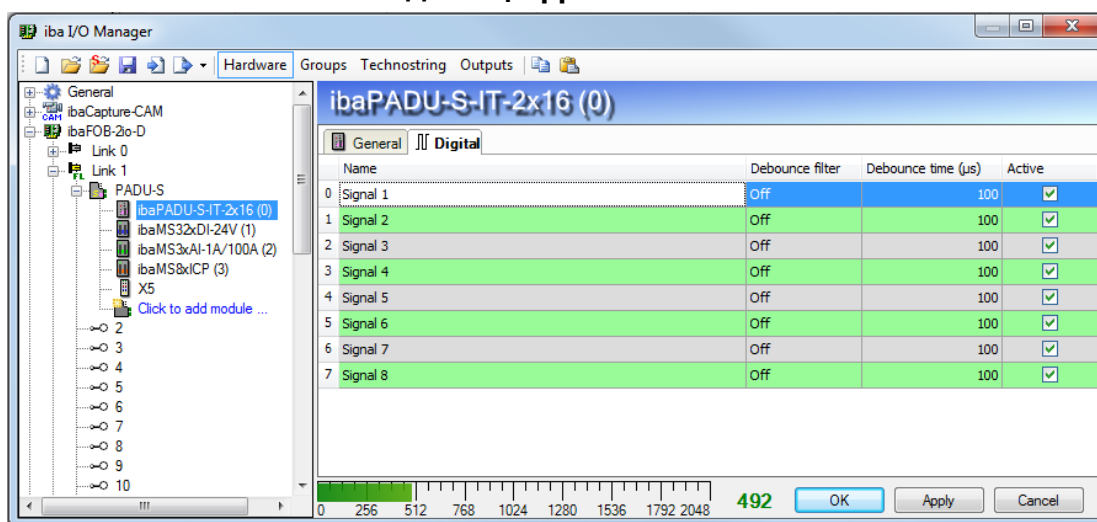 iba I/O Manager
Hardware Groups Technostring Outputs
General
CAM ibaCapture-CAM
ibaFOB-2io-D
Link 0
FL Link 1
PADU-S
ibaPADU-S-IT-2x16 (0)
ibaMS32xDI-24V (1)
ibaMS3xAI-1A/100A (2)
ibaMS8xICP (3)
X5
Click to add module ...
2
3
4
5
6
7
8
9
10
ibaPADU-S-IT-2x16 (0)
General Digital
Name Debounce filter Debounce time (µs) Active
0 Signal 1 Off 100
1 Signal 2 Off 100
2 Signal 3 Off 100
3 Signal 4 Off 100
4 Signal 5 Off 100
5 Signal 6 Off 100
6 Signal 7 Off 100
7 Signal 8 Off 100
0 256 512 768 1024 1280 1536 1792 2048
492 OK Apply Cancel